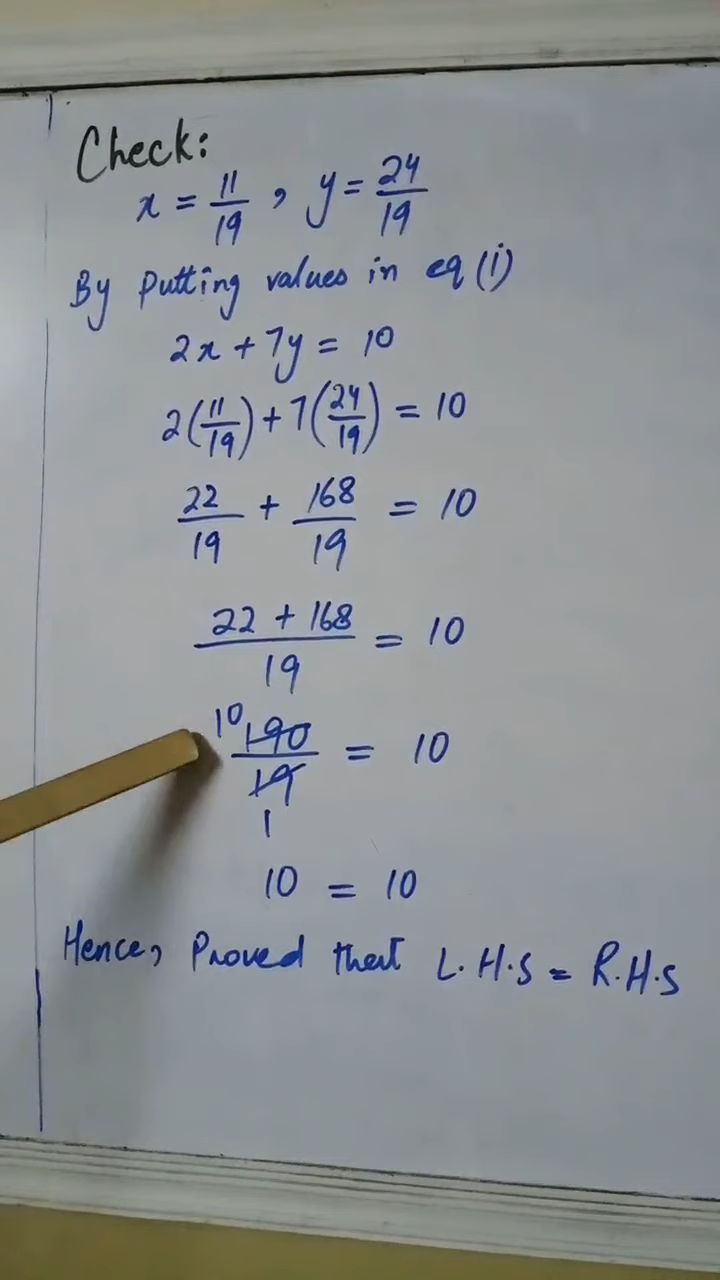 Check:
x = 11/19 , y = 24/19
By Putting values in eq (i)
2x + 7y = 10
2(11/19) + 7(24/19) = 10
22/19 + 168/19 = 10
22 + 168/19 = 10
10 190/19 1 = 10
10 = 10
Hence, Proved that L.H.S = R.H.S